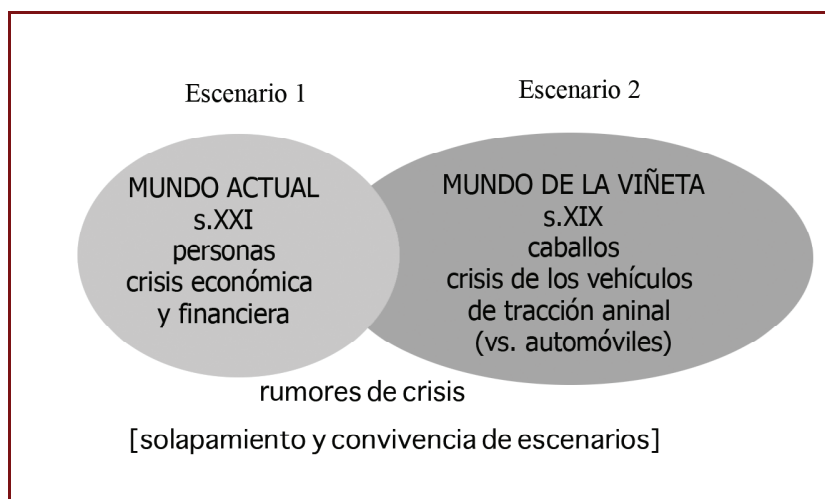 Escenario 1
Escenario 2
MUNDO ACTUAL
s.XXI
personas
crisis económica
y financiera
MUNDO DE LA VIÑETA
s.XIX
caballos
crisis de los vehículos
de tracción aninal
(vs. automóviles)
rumores de crisis
[solapamiento y convivencia de escenarios]